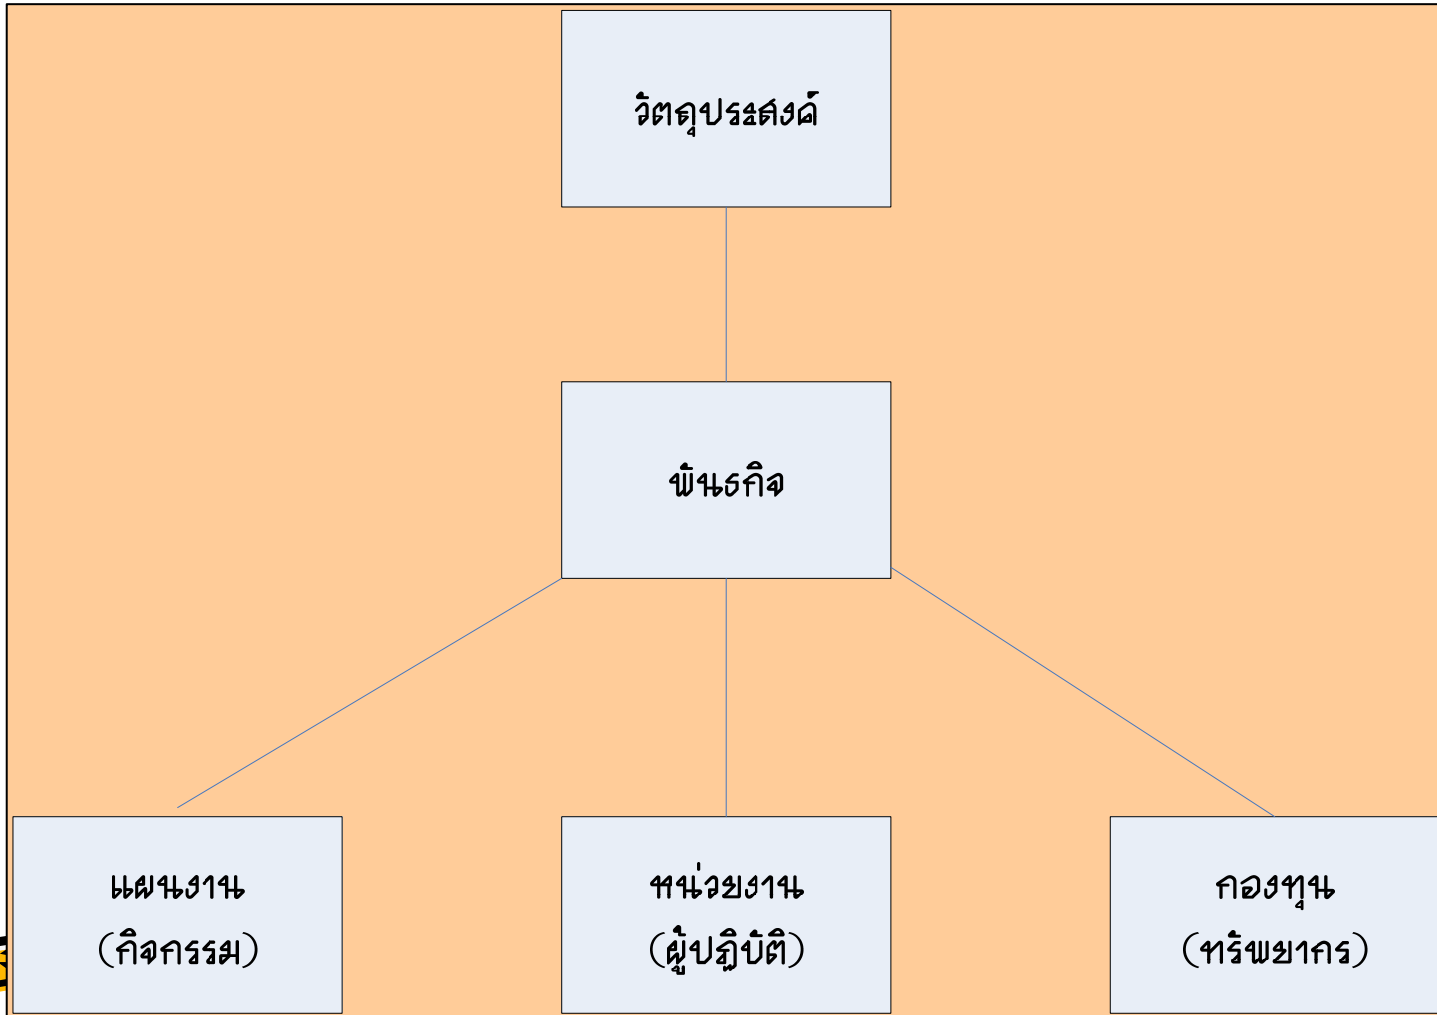 วัตถุประสงค์
พันธกิจ
แผนงาน
(กิจกรรม)
หน่วยงาน
(ผู้ปฏิบัติ)
กองทุน
(ทรัพยากร)